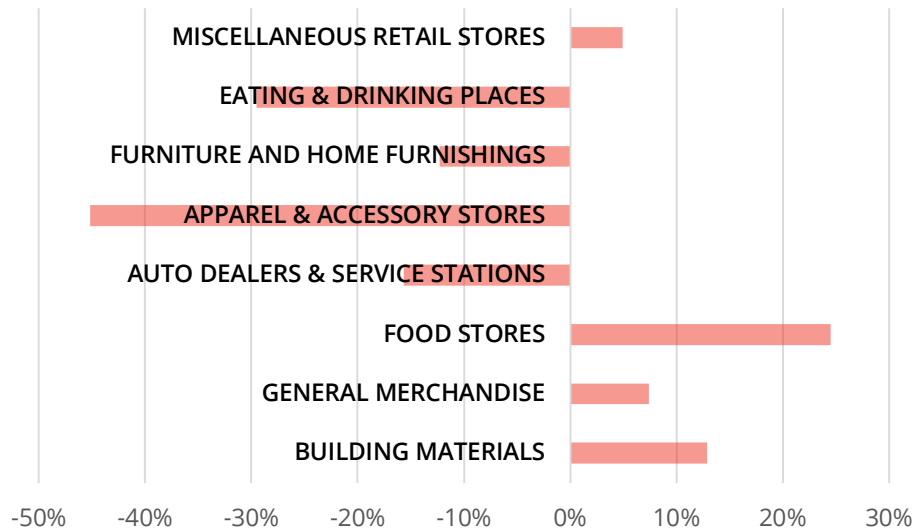 MISCELLANEOUS RETAIL STORES
EATING & DRINKING PLACES
FURNITURE AND HOME FURNISHINGS
APPAREL & ACCESSORY STORES
AUTO DEALERS & SERVICE STATIONS
FOOD STORES
GENERAL MERCHANDISE
BUILDING MATERIALS
-50% -40% -30% -20% -10% 0% 10% 20% 30%